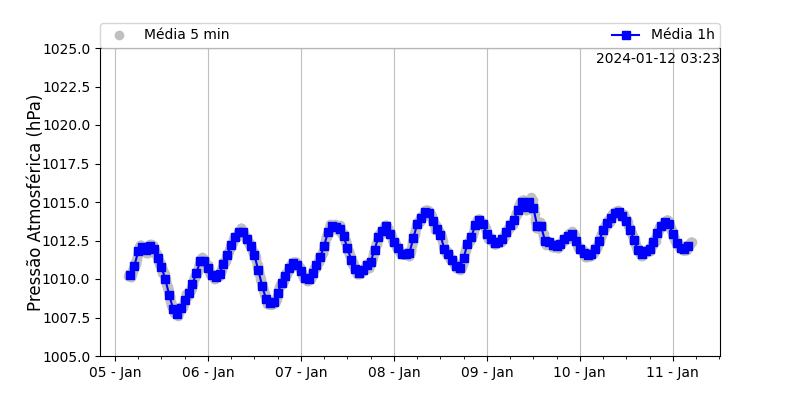 Média 5 min
Média 1h
2024-01-12 03:23
Pressão Atmosférica (hPa)
1025.0
1022.5
1020.0
1017.5
1015.0
1012.5
1010.0
1007.5
1005.0
05 - Jan
06 - Jan
07 - Jan
08 - Jan
09 - Jan
10 - Jan
11 - Jan